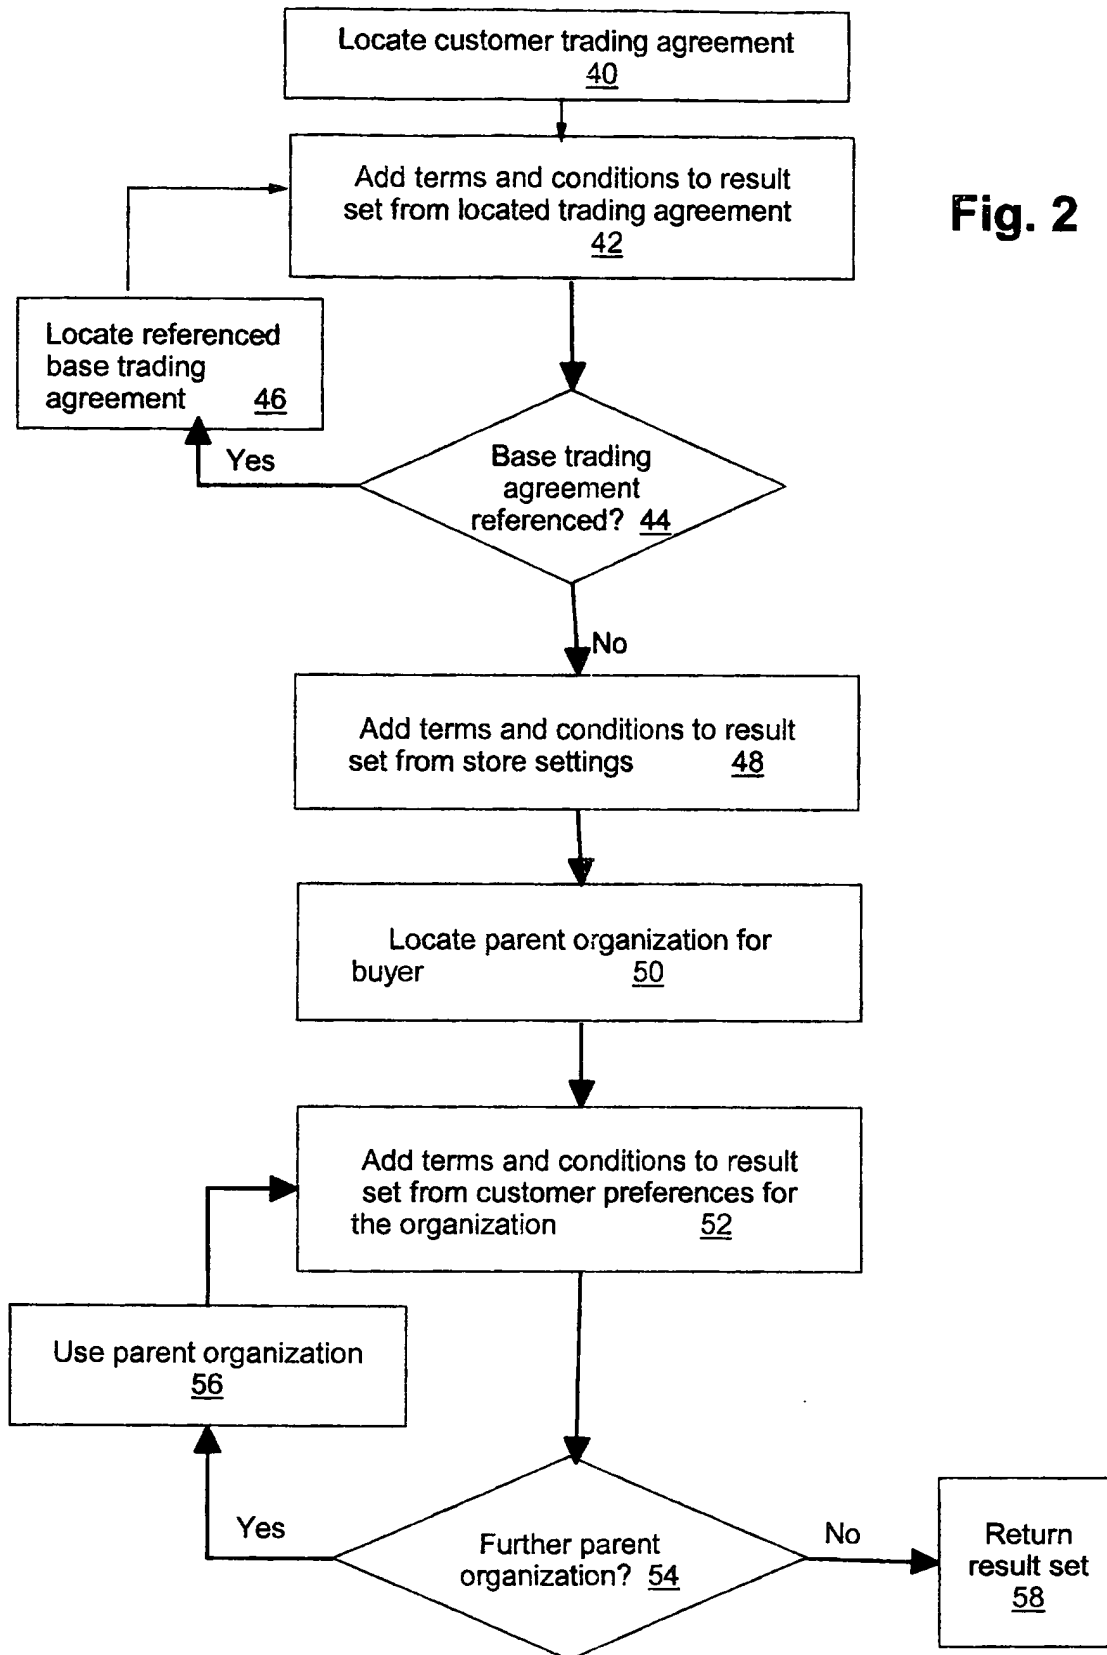 Locate customer trading agreement
40
Add terms and conditions to result
set from located trading agreement
42
Fig. 2
Locate referenced
base trading
agreement 46
Yes
Base trading
agreement
referenced? 44
No
Add terms and conditions to result
set from store settings 48
Locate parent organization for
buyer 50
Add terms and conditions to result
set from customer preferences for
the organization 52
Use parent organization
56
Yes
Further parent
organization? 54
No
Return
result set
58